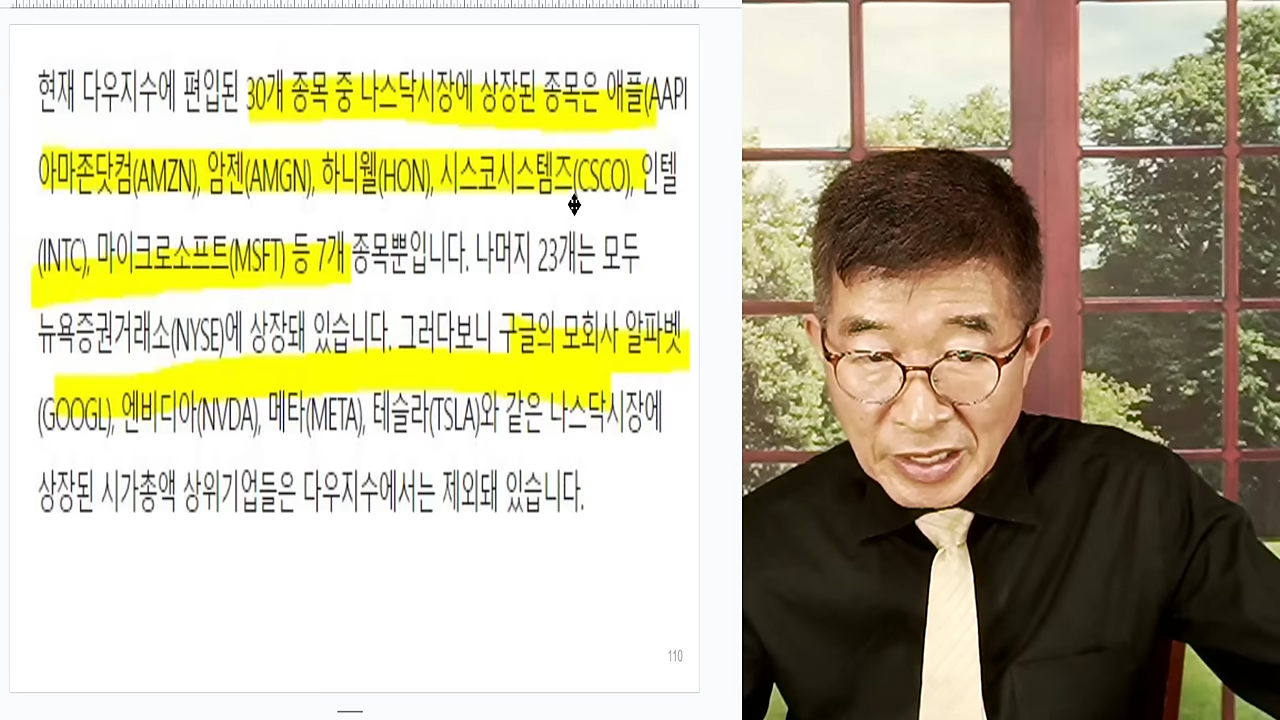 현재 다우지수에 편입된 30개 종목 중 나스닥시장에 상장된 종목은 애플(AAPl
아마존닷컴(AMZN), 암젠(AMGN), 하니웰(HON), 시스코시스템즈(CSCO), 인텔
(INTC), 마이크로소프트(MSFT) 등 7개 종목뿐입니다. 나머지 23개는 모두
뉴욕증권거래소(NYSE)에 상장돼 있습니다. 그러다보니 구글의 모회사 알파벳
(GOOGL), 엔비디아(NVDA), 메타(META), 테슬라(TSLA)와 같은 나스닥시장에
상장된 시가총액 상위기업들은 다우지수에서는 제외돼 있습니다.
110